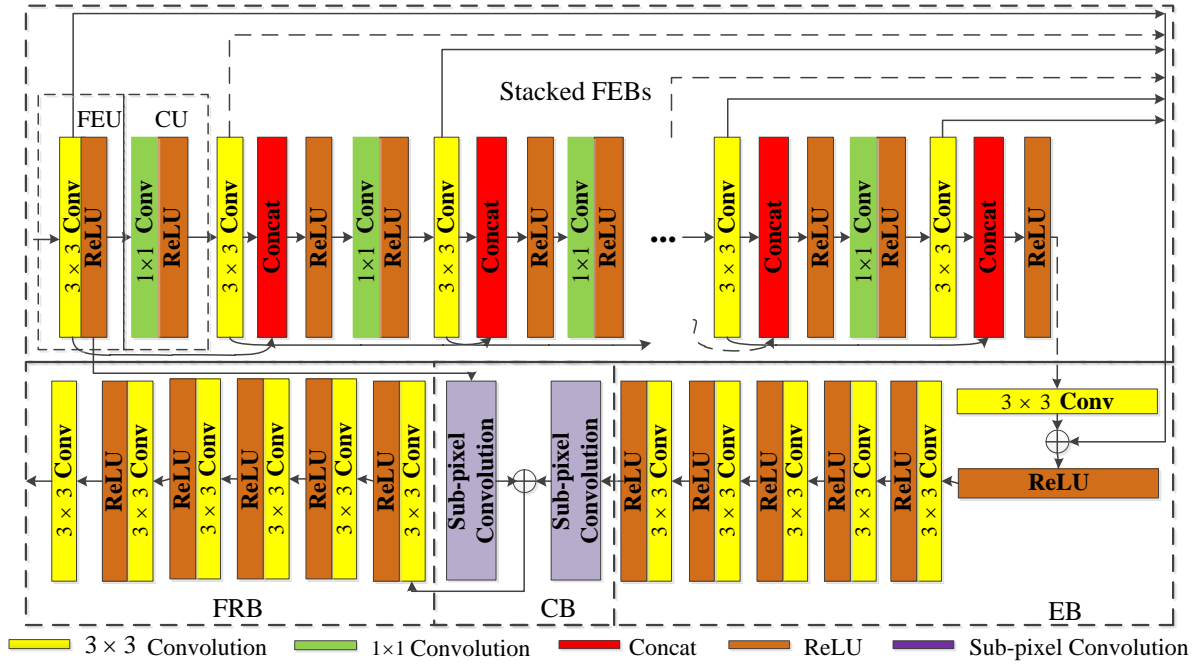 Stacked FEBs
FEU
CU
3 × 3 Conv
ReLU
1×1 Conv
ReLU
3 × 3 Conv
Concat
ReLU
1×1 Conv
ReLU
3 × 3 Conv
Concat
ReLU
1×1 Conv
ReLU
...
3 × 3 Conv
Concat
ReLU
1×1 Conv
ReLU
3 × 3 Conv
Concat
ReLU
3 × 3 Conv
ReLU
3 × 3 Conv
ReLU
3 × 3 Conv
ReLU
3 × 3 Conv
ReLU
3 × 3 Conv
ReLU
3 × 3 Conv
ReLU
3 × 3 Conv
Sub-pixel
Convolution
Sub-pixel
Convolution
ReLU
3 × 3 Conv
ReLU
3 × 3 Conv
ReLU
3 × 3 Conv
ReLU
3 × 3 Conv
ReLU
3 × 3 Conv
FRB
CB
EB
3 × 3 Convolution
1×1 Convolution
Concat
ReLU
Sub-pixel Convolution